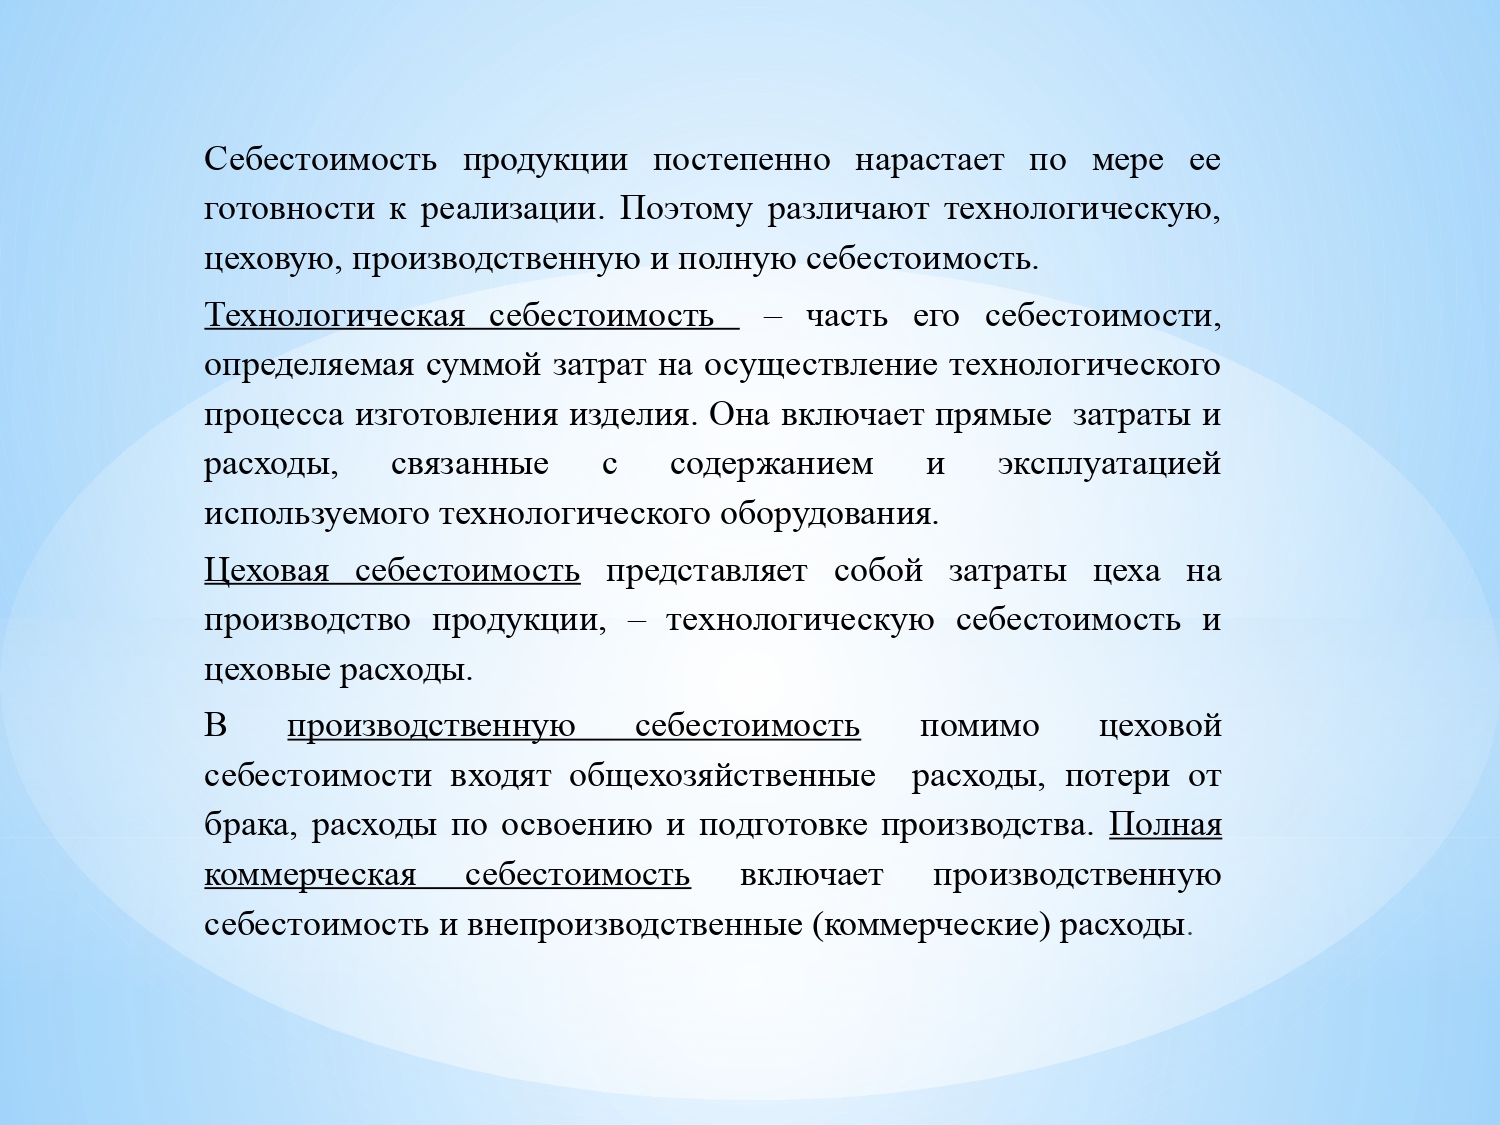 Себестоимость продукции постепенно нарастает по мере ее
готовности к реализации. Поэтому различают технологическую,
цеховую, производственную и полную себестоимость.
Технологическая себестоимость – часть его себестоимости,
определяемая суммой затрат на осуществление технологического
процесса изготовления изделия. Она включает прямые затраты и
расходы, связанные с содержанием и эксплуатацией
используемого технологического оборудования.
Цеховая себестоимость представляет собой затраты цеха на
производство продукции, – технологическую себестоимость и
цеховые расходы.
В производственную себестоимость помимо цеховой
себестоимости входят общехозяйственные расходы, потери от
брака, расходы по освоению и подготовке производства. Полная
коммерческая себестоимость включает производственную
себестоимость и внепроизводственные (коммерческие) расходы.